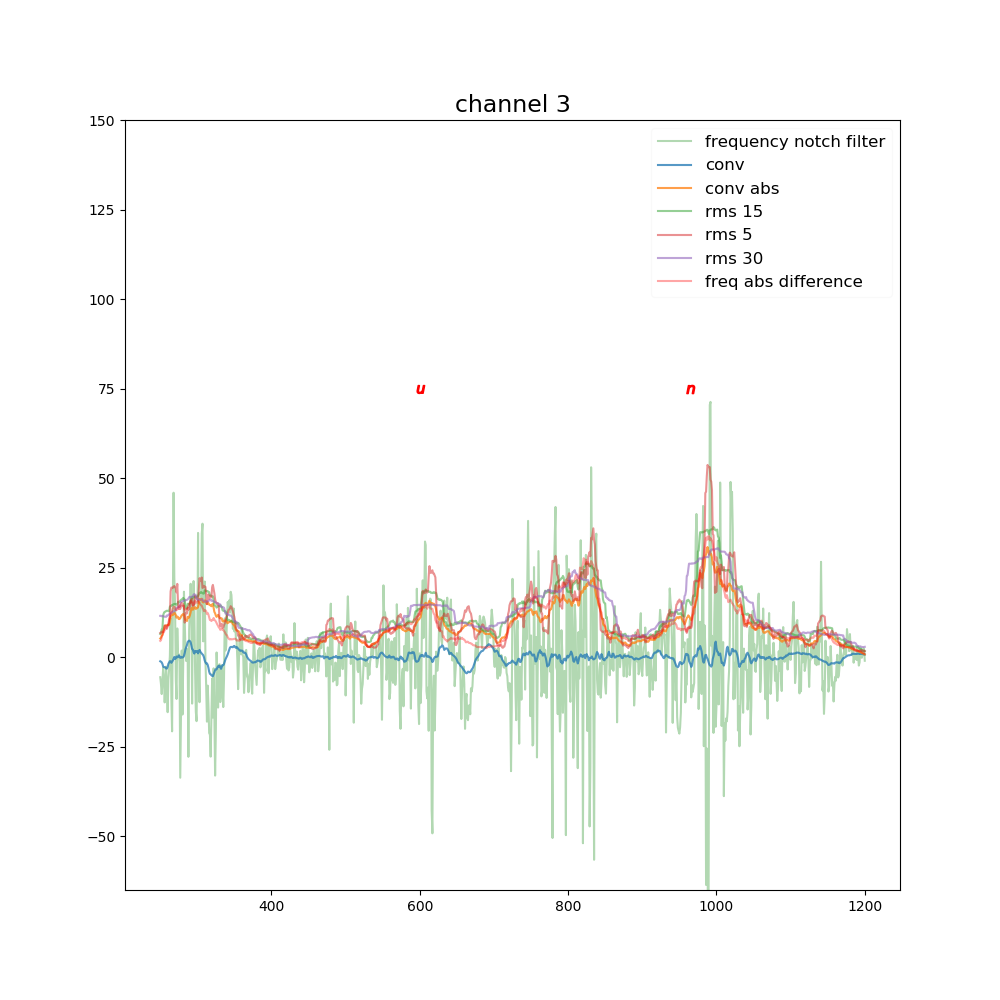 channel 3
150
125
100
75
50
25
0
−25
−50
400
600
800
1000
1200
frequency notch filter
conv
conv abs
rms 15
rms 5
rms 30
freq abs difference
u
n